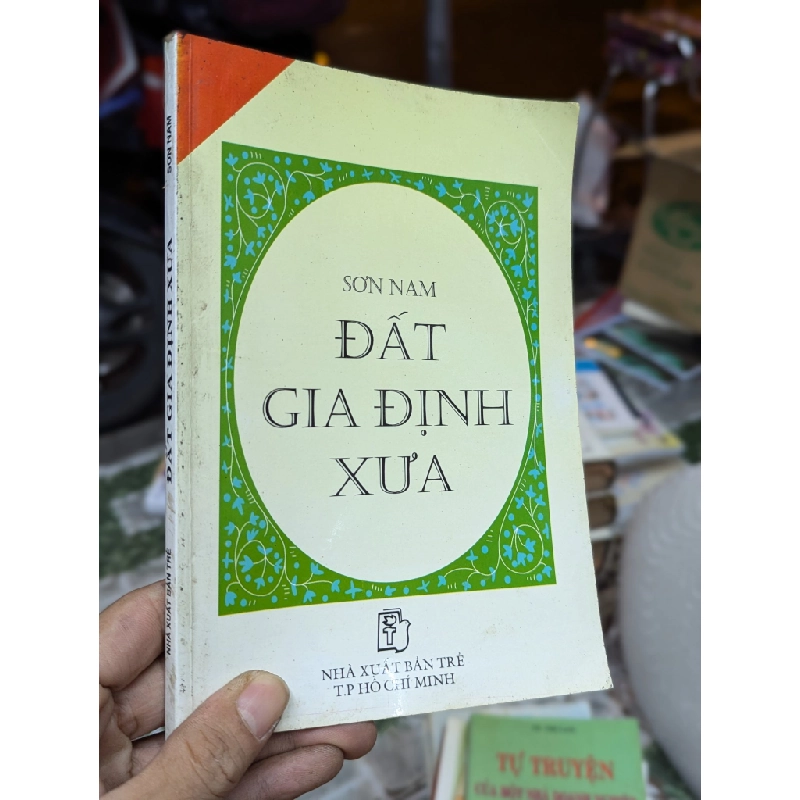 SƠN NAM
ĐẤT
GIA ĐỊNH
XƯA
NHÀ XUẤT BẢN TRẺ
T.P HỒ CHÍ MINH
SƠN NAM
ĐẤT GIA ĐỊNH XƯA
NHÀ XUẤT BẢN TRẺ
TỰ TRUYỆN